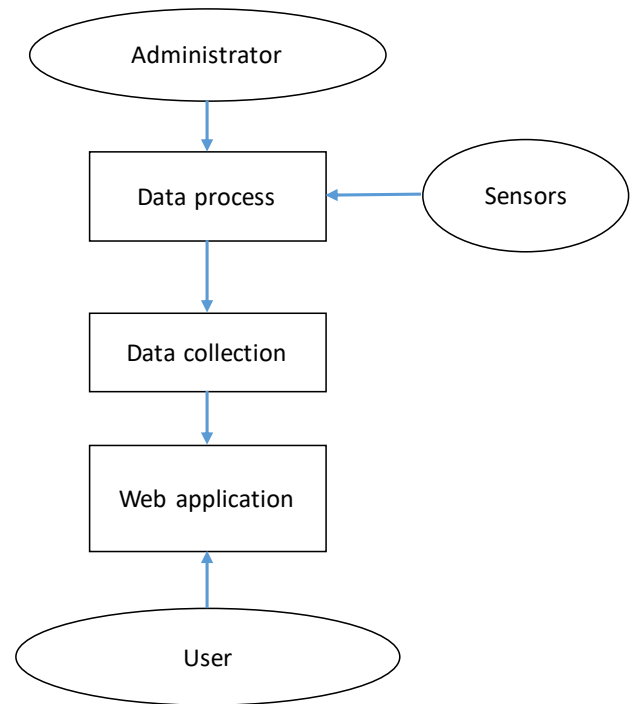 Administrator
Data process
Sensors
Data collection
Web application
User